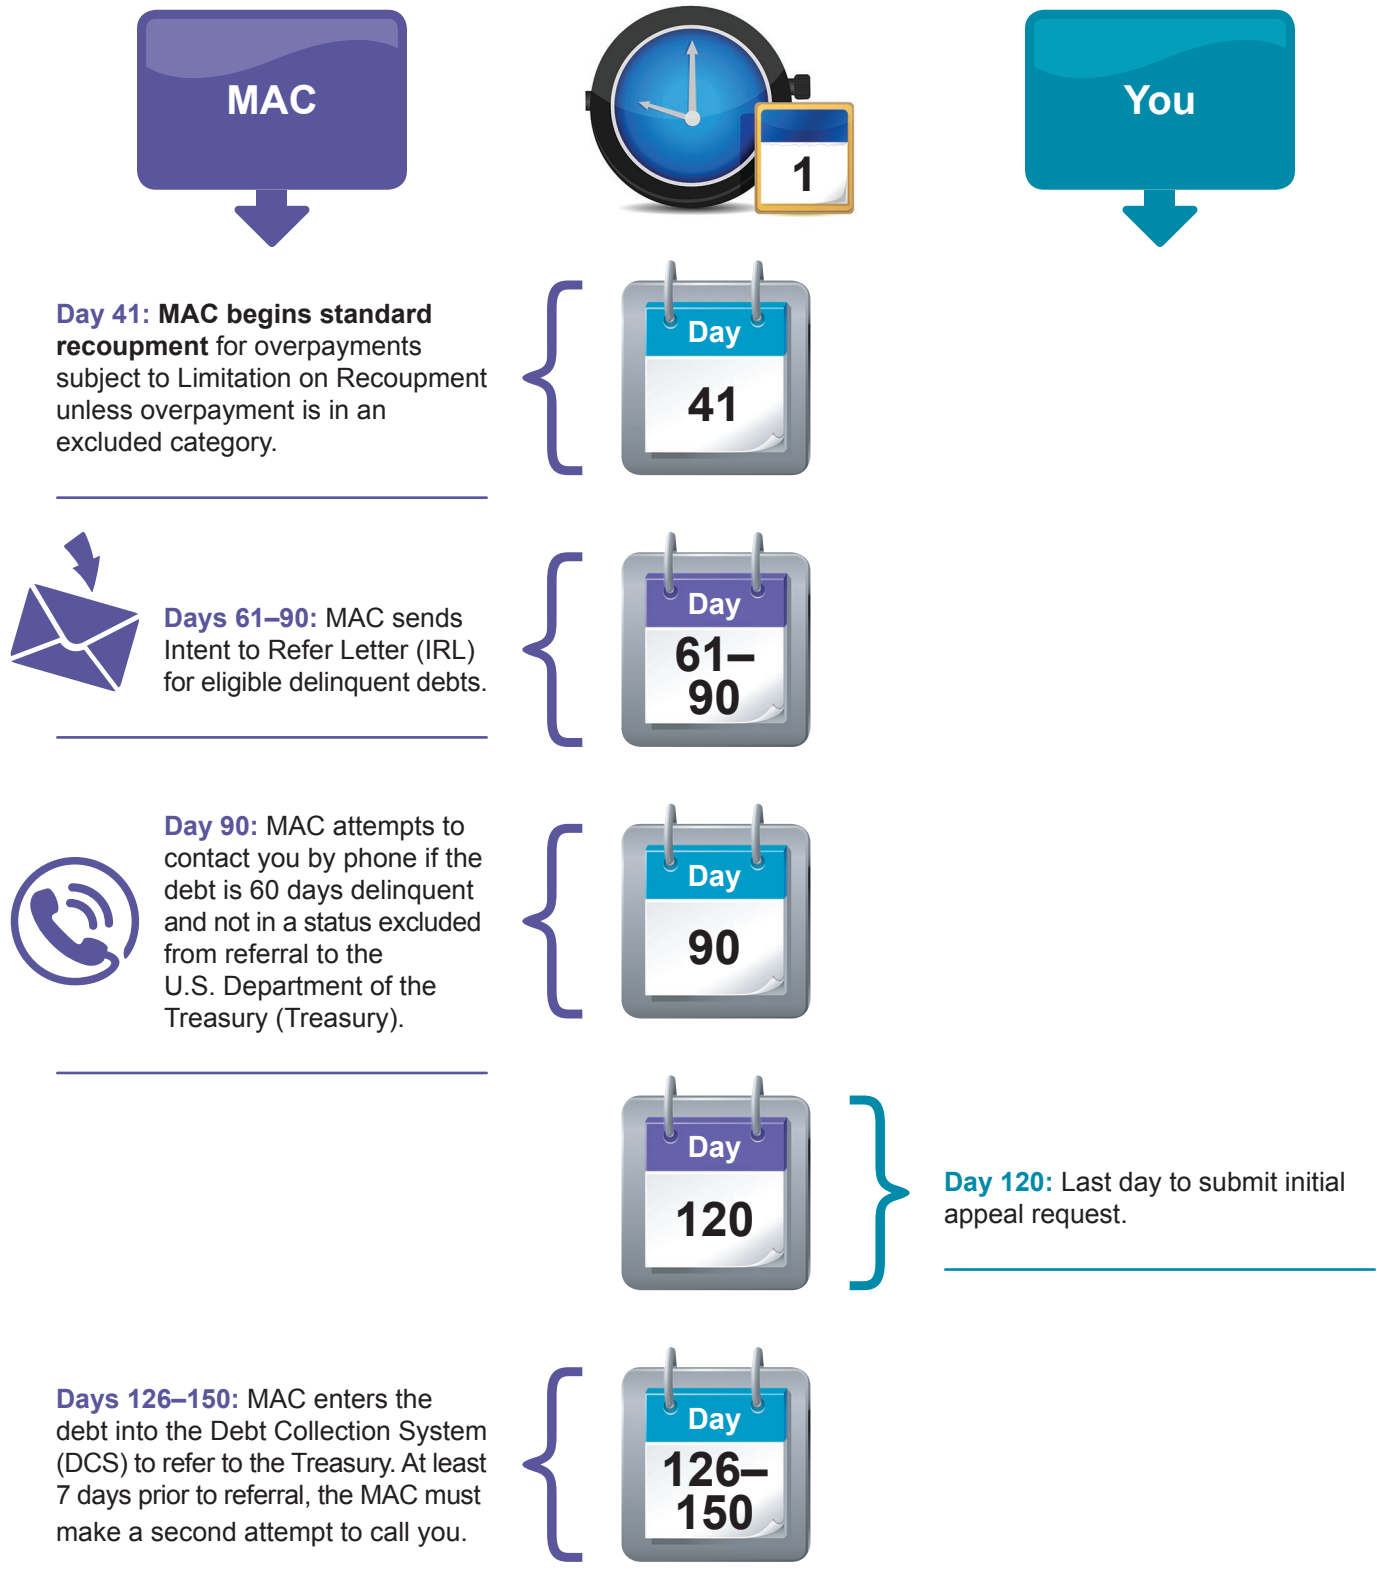 MAC
1
You
Day 41: MAC begins standard
recoupment for overpayments
subject to Limitation on Recoupment
unless overpayment is in an
excluded category.
Day
41
Days 61–90: MAC sends
Intent to Refer Letter (IRL)
for eligible delinquent debts.
Day
61–
90
Day 90: MAC attempts to
contact you by phone if the
debt is 60 days delinquent
and not in a status excluded
from referral to the
U.S. Department of the
Treasury (Treasury).
Day
90
Day
120
Day 120: Last day to submit initial
appeal request.
Days 126–150: MAC enters the
debt into the Debt Collection System
(DCS) to refer to the Treasury. At least
7 days prior to referral, the MAC must
make a second attempt to call you.
Day
126–
150